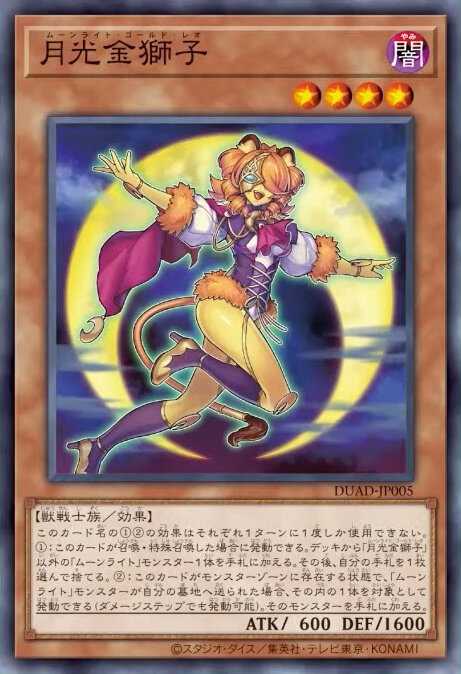 ムーンライト・ゴールド・レオ
月光金獅子
やみ
闇
DUAD-JP005
【獣戦士族／効果】
このカード名の①②の効果はそれぞれ1ターンに1度しか使用できない。
①：このカードが召喚・特殊召喚した場合に発動できる。デッキから「月光金獅子」
以外の「ムーンライト」モンスター1体を手札に加える。その後、自分の手札を1枚
選んで捨てる。②：このカードがモンスターゾーンに存在する状態で、「ムーン
ライト」モンスターが自分の墓地へ送られた場合、その内の1体を対象として
発動できる(ダメージステップでも発動可能)。そのモンスターを手札に加える。
ATK/ 600 DEF/1600
©スタジオ・ダイス／集英社・テレビ東京・KONAMI